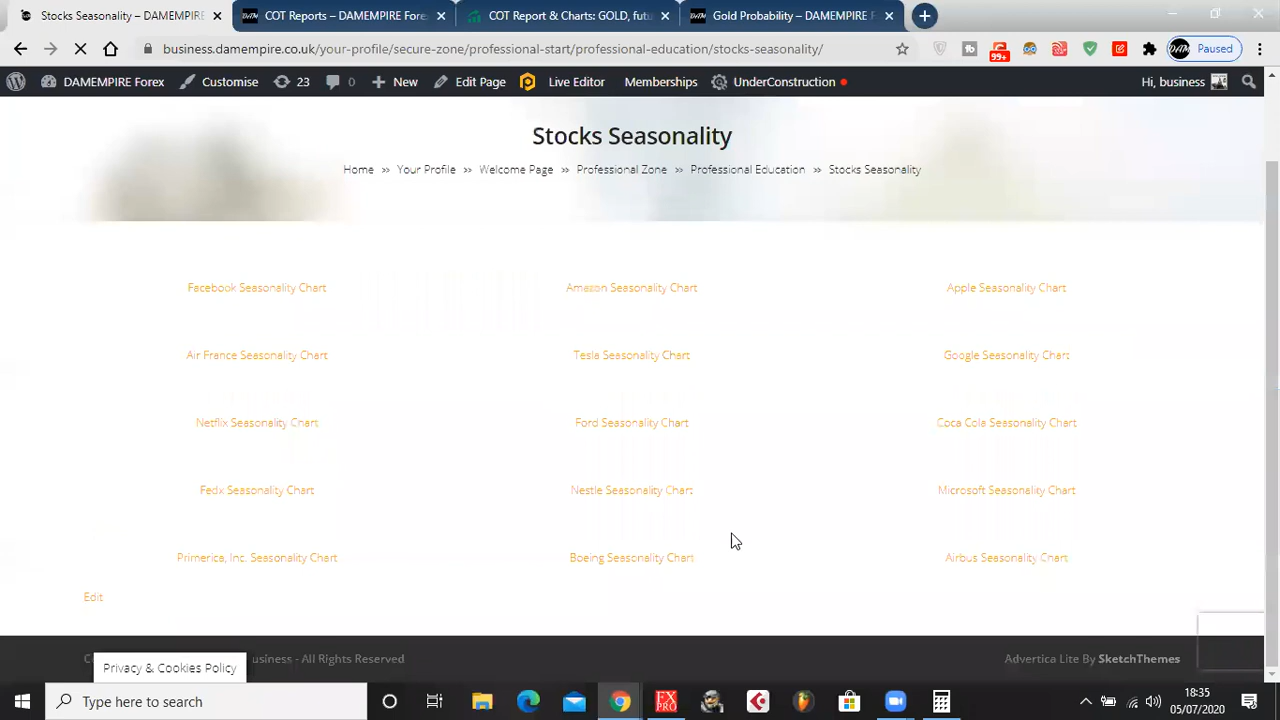 Stocks Seasonality – DAMEMPIRE
COT Reports – DAMEMPIRE Fore
COT Report & Charts: GOLD, futu
Gold Probability – DAMEMPIRE F
business.damempire.co.uk/your-profile/secure-zone/professional-start/professional-education/stocks-seasonality/
99+
Paused
DAMEMPIRE Forex
Customise
23
0
New
Edit Page
Live Editor
Memberships
UnderConstruction
Hi, business
Stocks Seasonality
Home » Your Profile » Welcome Page » Professional Zone » Professional Education » Stocks Seasonality
Facebook Seasonality Chart
Amazon Seasonality Chart
Apple Seasonality Chart
Air France Seasonality Chart
Tesla Seasonality Chart
Google Seasonality Chart
Netflix Seasonality Chart
Ford Seasonality Chart
Coca Cola Seasonality Chart
Fedx Seasonality Chart
Nestle Seasonality Chart
Microsoft Seasonality Chart
Primerica, Inc. Seasonality Chart
Boeing Seasonality Chart
Airbus Seasonality Chart
Edit
usiness - All Rights Reserved
Advertica Lite By SketchThemes
Privacy & Cookies Policy
Type here to search
FX
PRO
18:35
05/07/2020